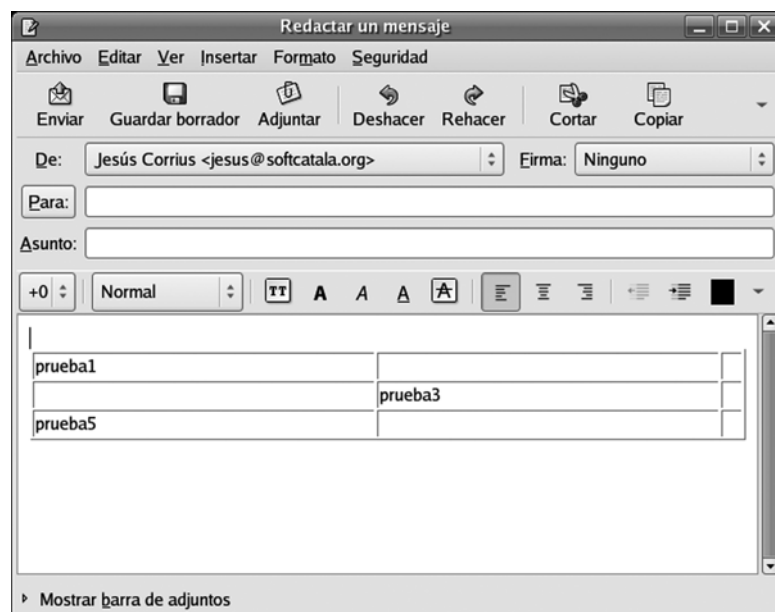 Redactar un mensaje
Archivo Editar Ver Insertar Formato Seguridad
Enviar Guardar borrador Adjuntar Deshacer Rehacer Cortar Copiar
De: Jesús Corrius <jesus@softcatala.org> Firma: Ninguno
Para:
Asunto:
+0 Normal TT A A A A
prueba1
prueba3
prueba5
Mostrar barra de adjuntos